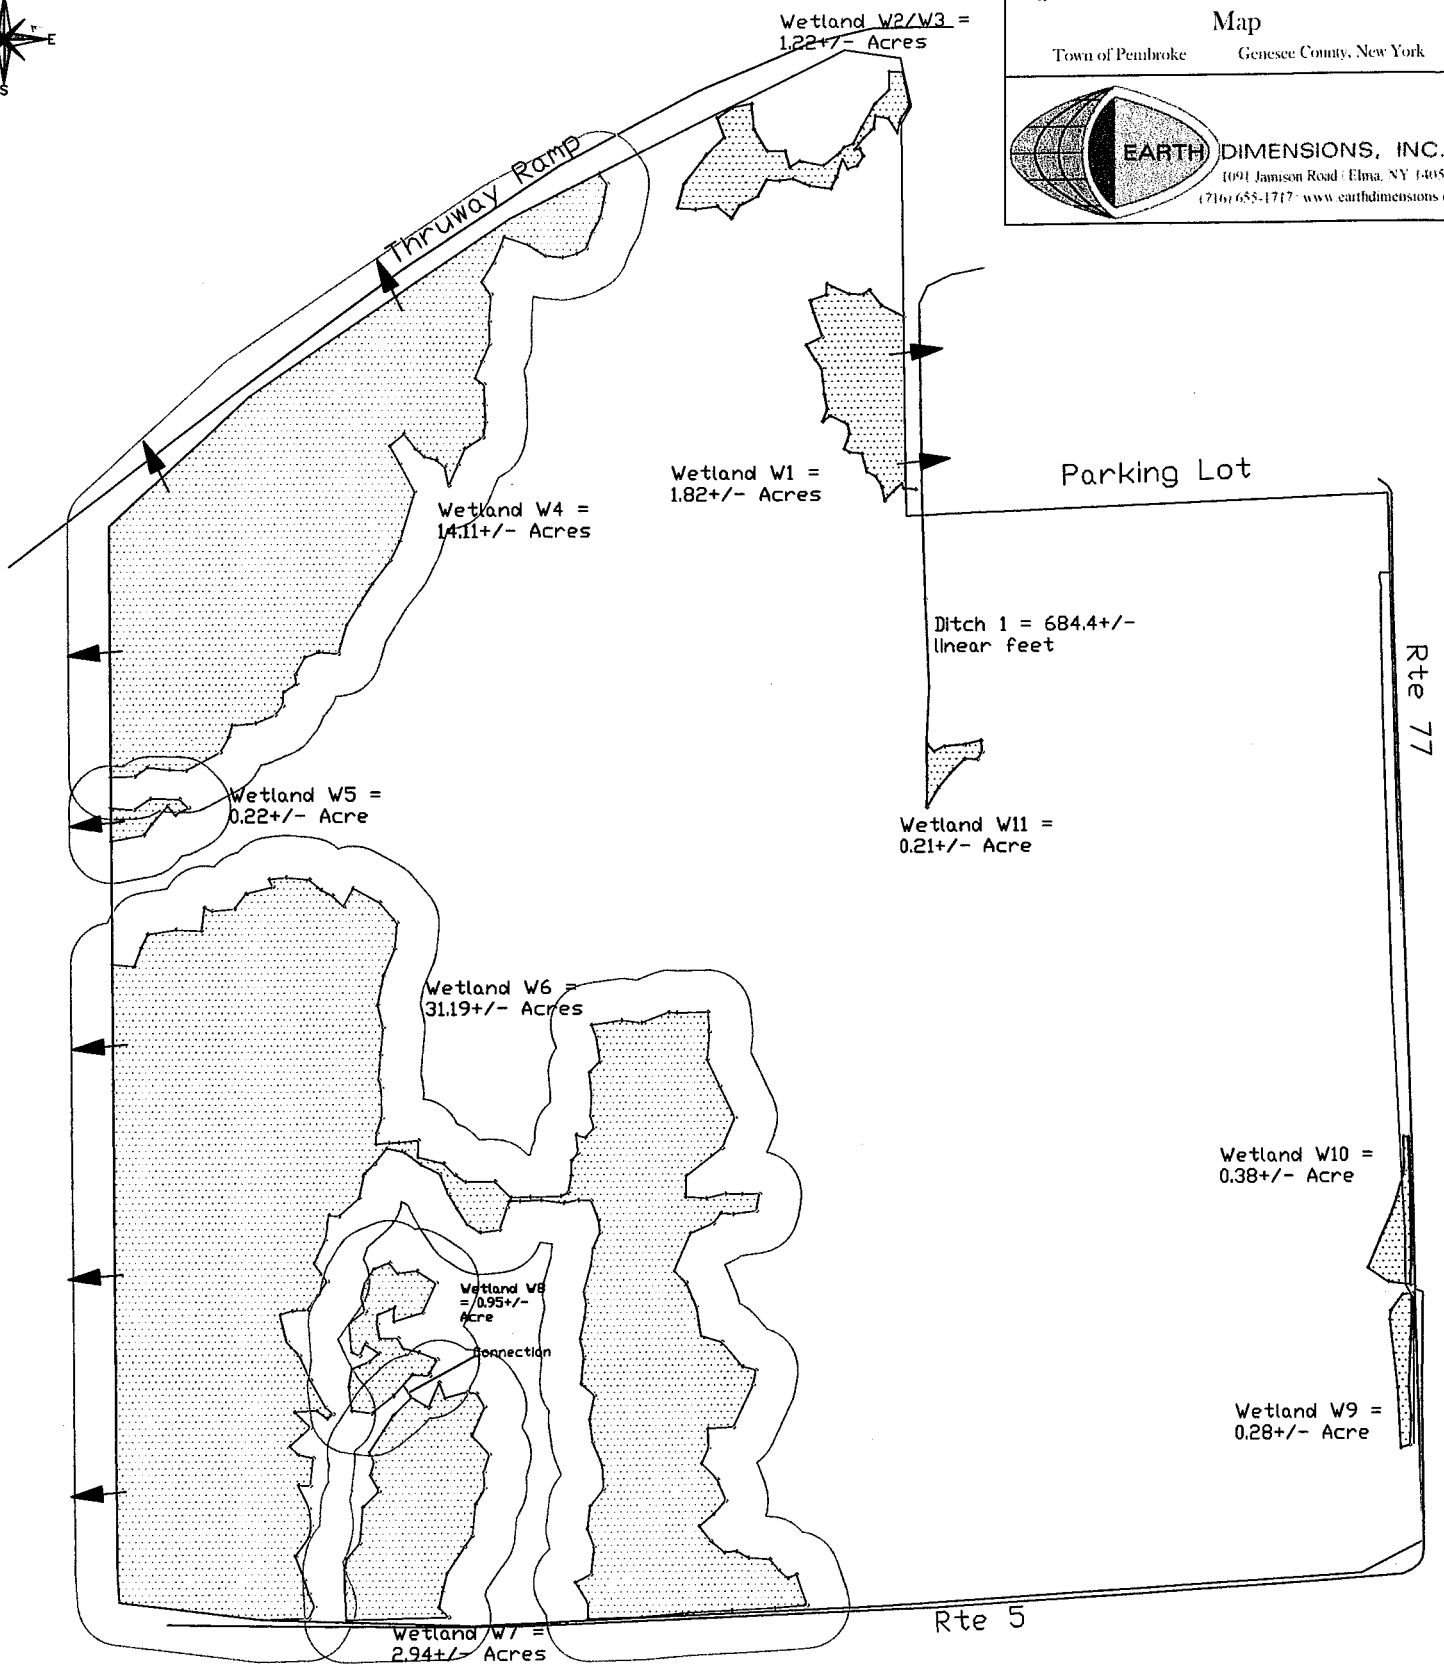 E
S
Wetland W2/W3 =
1.22+/- Acres
Map
Town of Pembroke Genesee County, New York
EARTH DIMENSIONS, INC.
1091 Jamison Road Elma, NY 1405
(716) 655-1717 · www.earthdimensions
Thruway Ramp
Wetland W1 =
1.82+/- Acres
Parking Lot
Wetland W4 =
14.11+/- Acres
Ditch 1 = 684.4+/-
linear feet
Rte 77
Wetland W5 =
0.22+/- Acre
Wetland W11 =
0.21+/- Acre
Wetland W6 =
31.19+/- Acres
Wetland W10 =
0.38+/- Acre
Wetland W8
= 0.95+/-
Acre
Connection
Wetland W9 =
0.28+/- Acre
Rte 5
Wetland W7 =
2.94+/- Acres